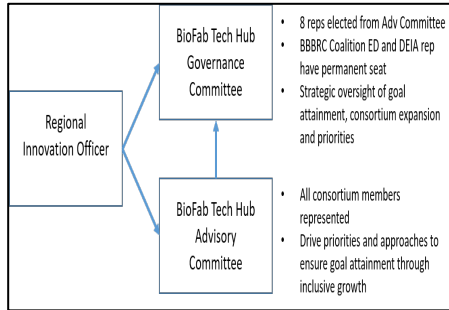 Regional
Innovation Officer
BioFab Tech Hub
Governance
Committee
• 8 reps elected from Adv Committee
• BBBRC Coalition ED and DEIA rep
have permanent seat
• Strategic oversight of goal
attainment, consortium expansion
and priorities
BioFab Tech Hub
Advisory
Committee
• All consortium members
represented
• Drive priorities and approaches to
ensure goal attainment through
inclusive growth